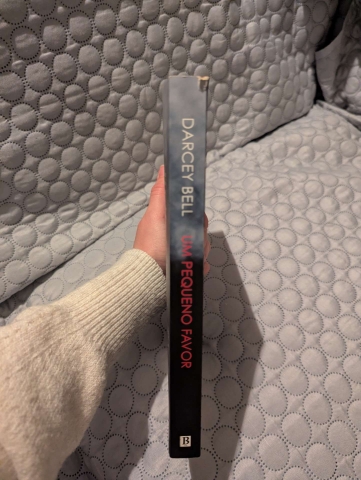 DARCEY BELL
UM PEQUENO FAVOR
B